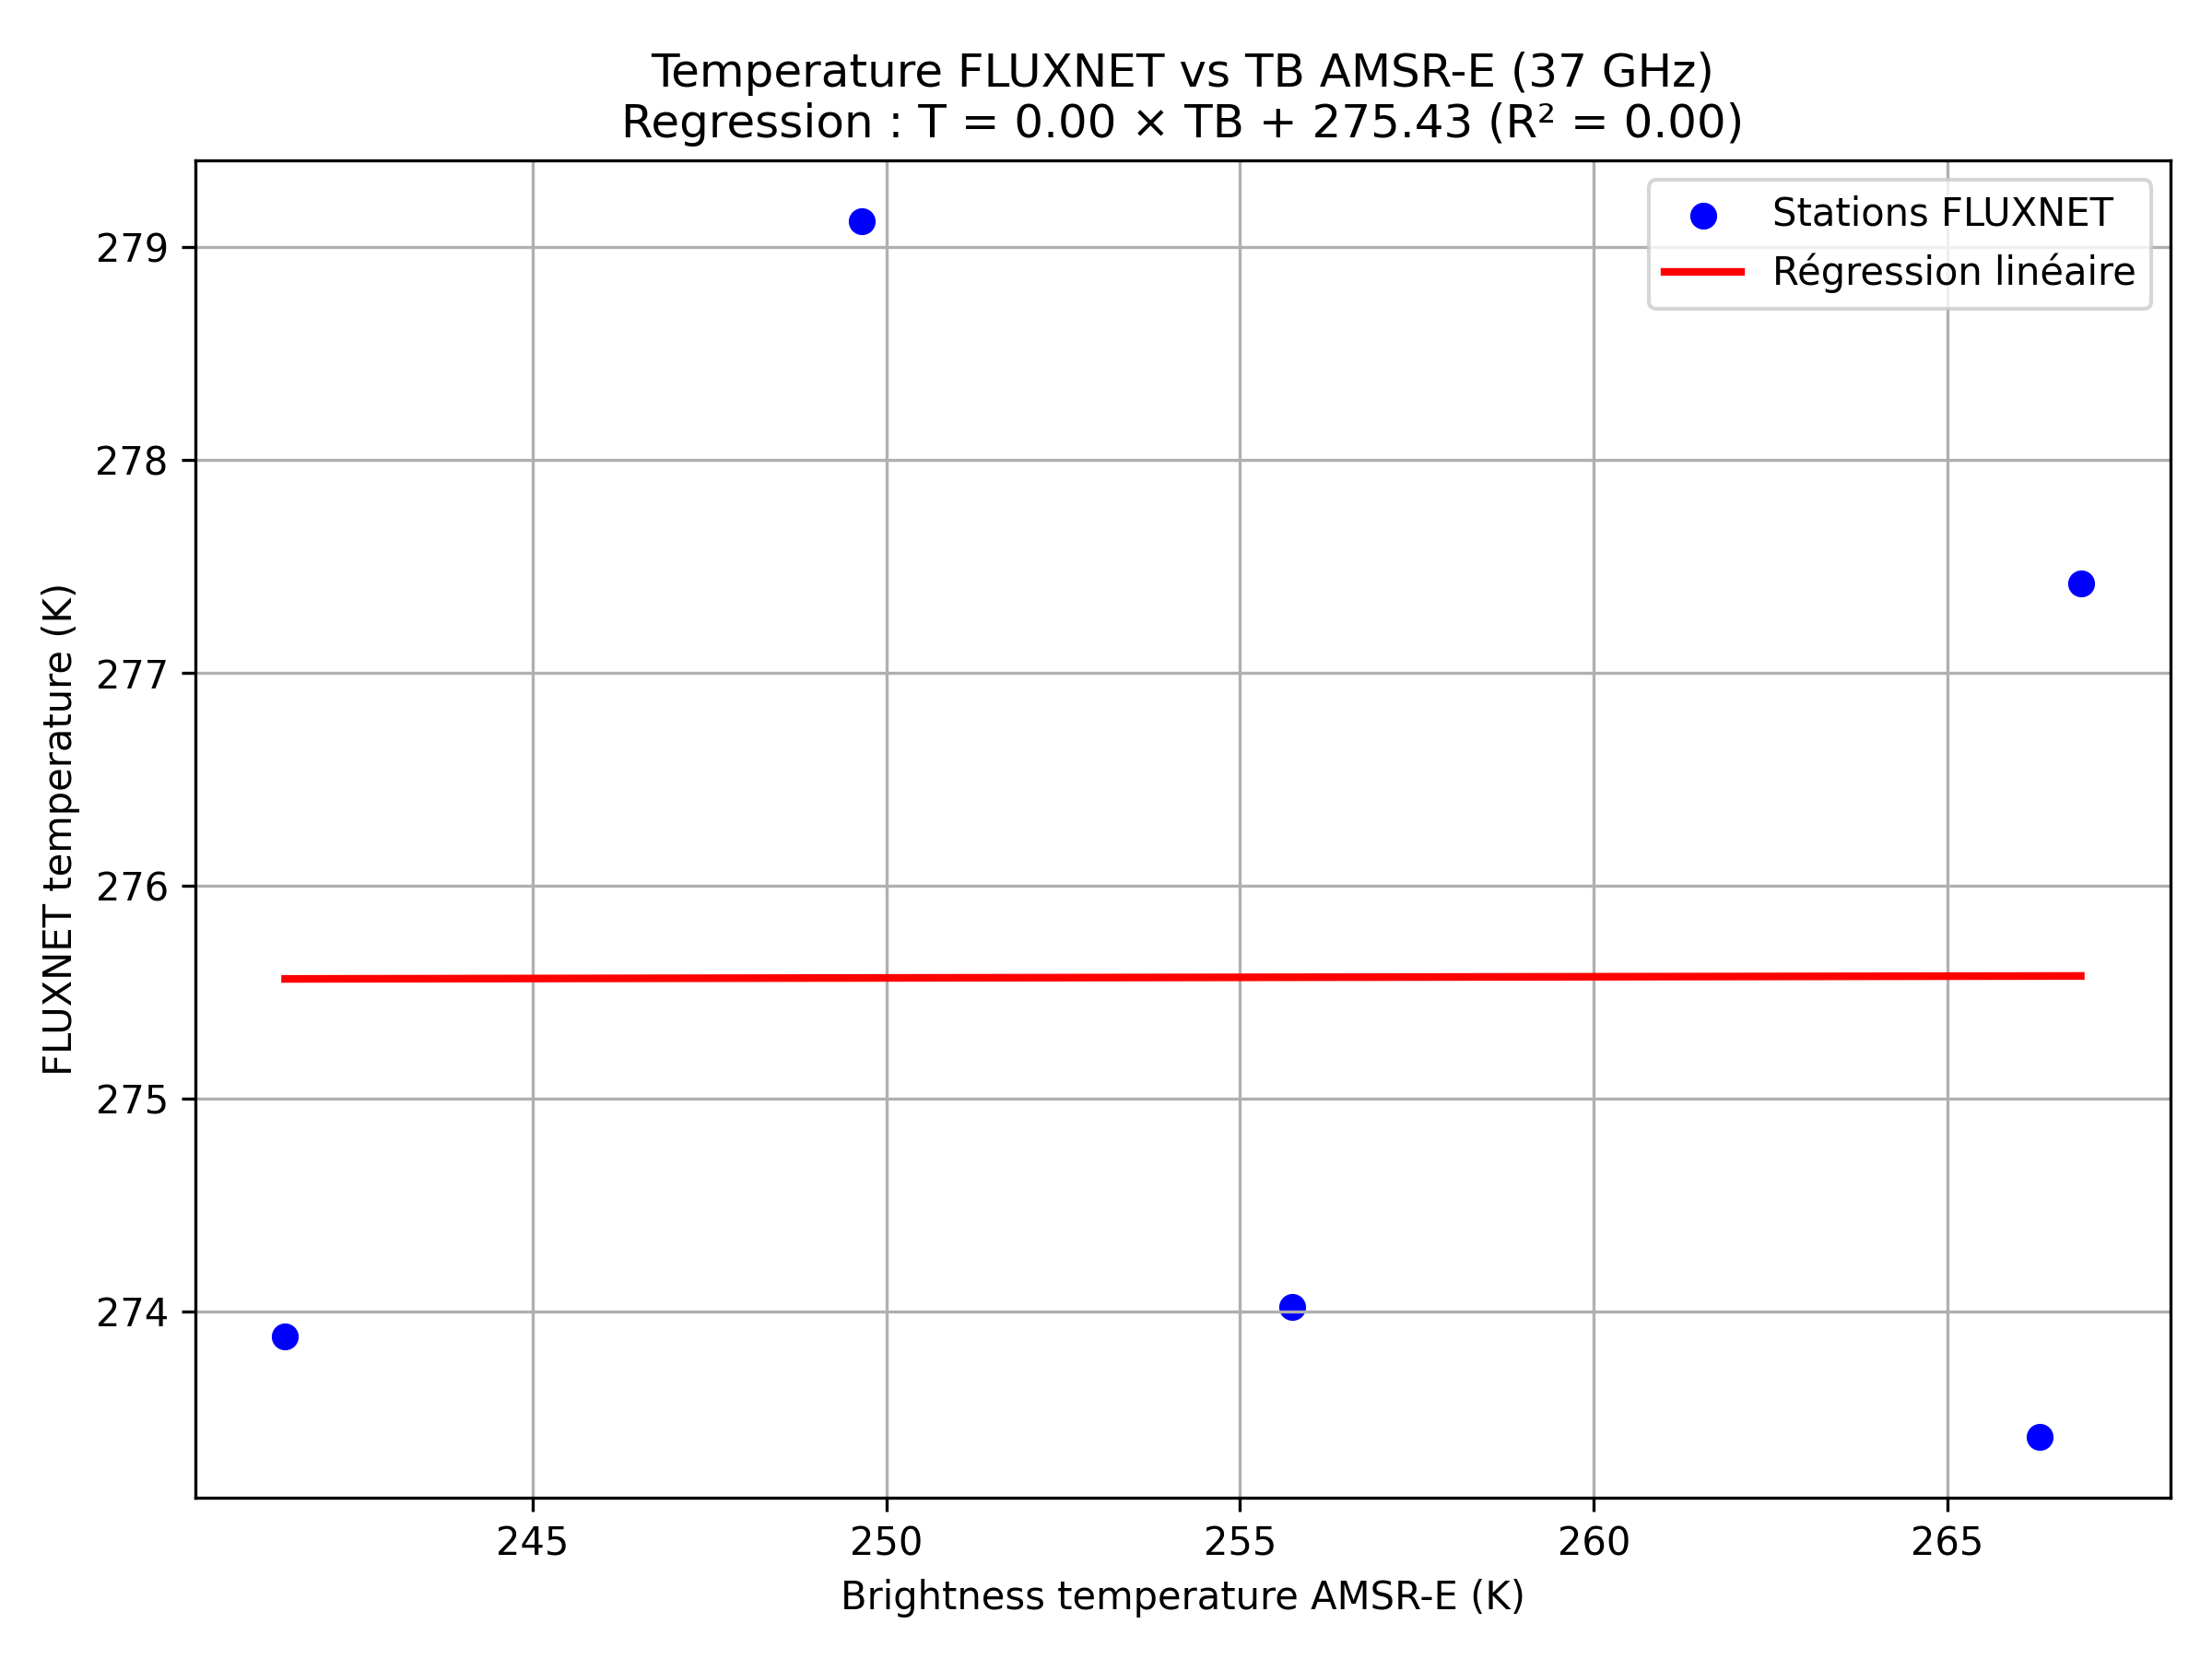 Temperature FLUXNET vs TB AMSR-E (37 GHz)
Regression : T = 0.00 × TB + 275.43 (R² = 0.00)
Stations FLUXNET
Régression linéaire
279
278
277
276
275
274
FLUXNET temperature (K)
245 250 255 260 265
Brightness temperature AMSR-E (K)